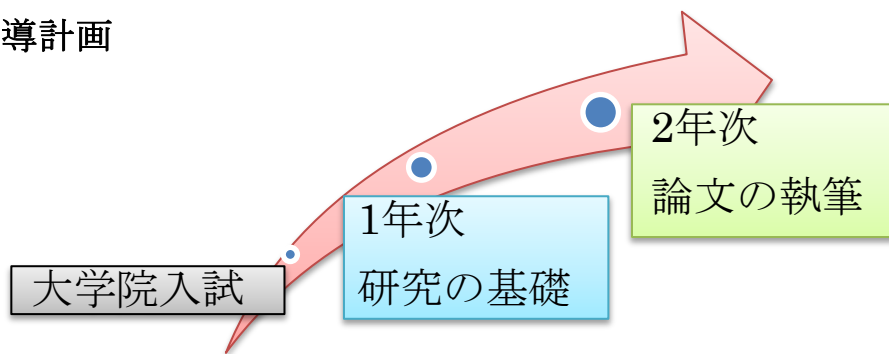 導計画
2年次
論文の執筆
1年次
研究の基礎
大学院入試